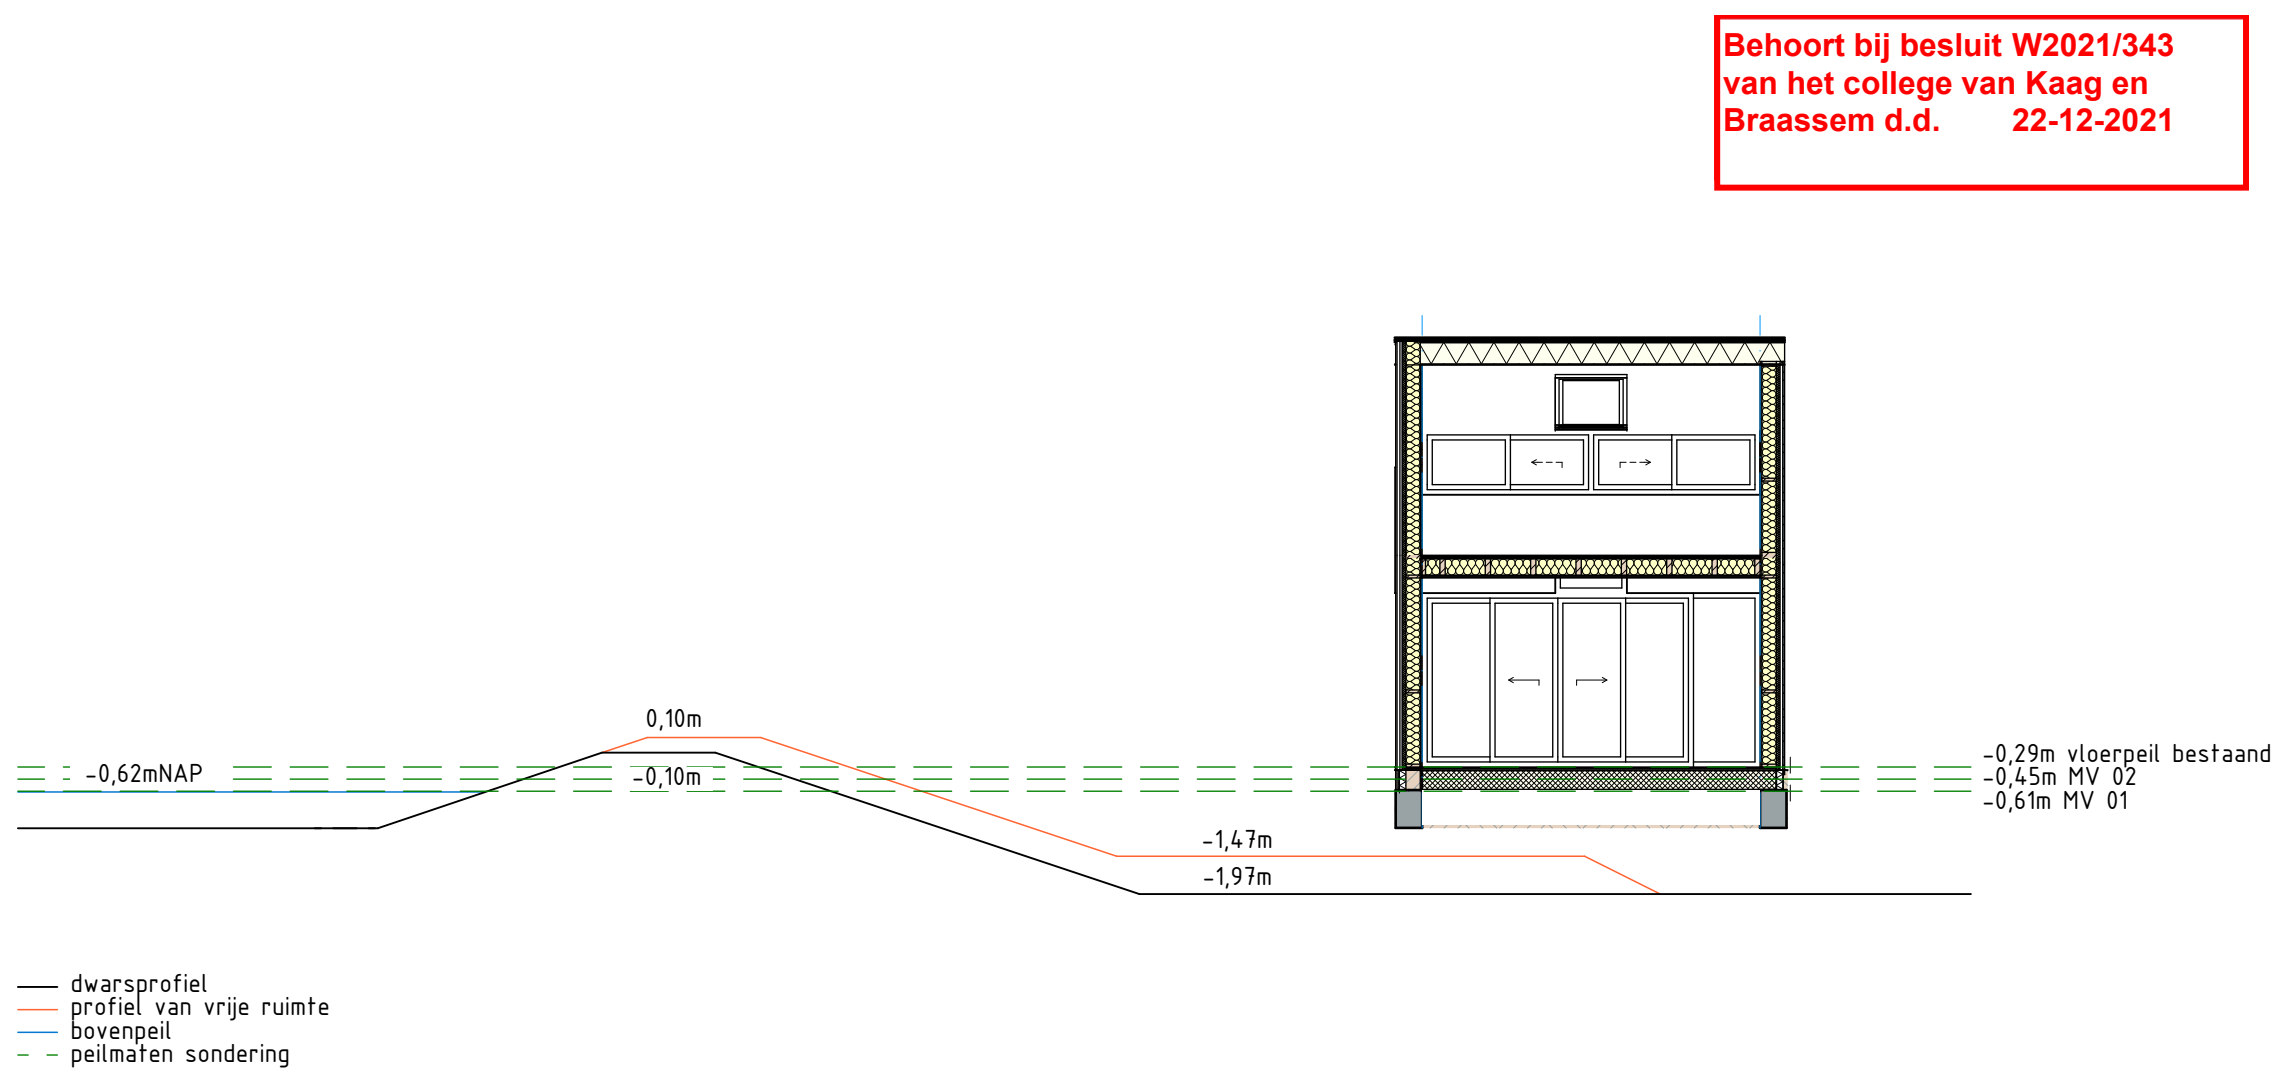 Behoort bij besluit W2021/343
van het college van Kaag en
Braassem d.d. 22-12-2021
0,10m
-0,62mNAP
-0,10m
-0,29m vloerpeil bestaand
-0,45m MV 02
-0,61m MV 01
-1,47m
-1,97m
dwarsprofiel
profiel van vrije ruimte
bovenpeil
peilmaten sondering